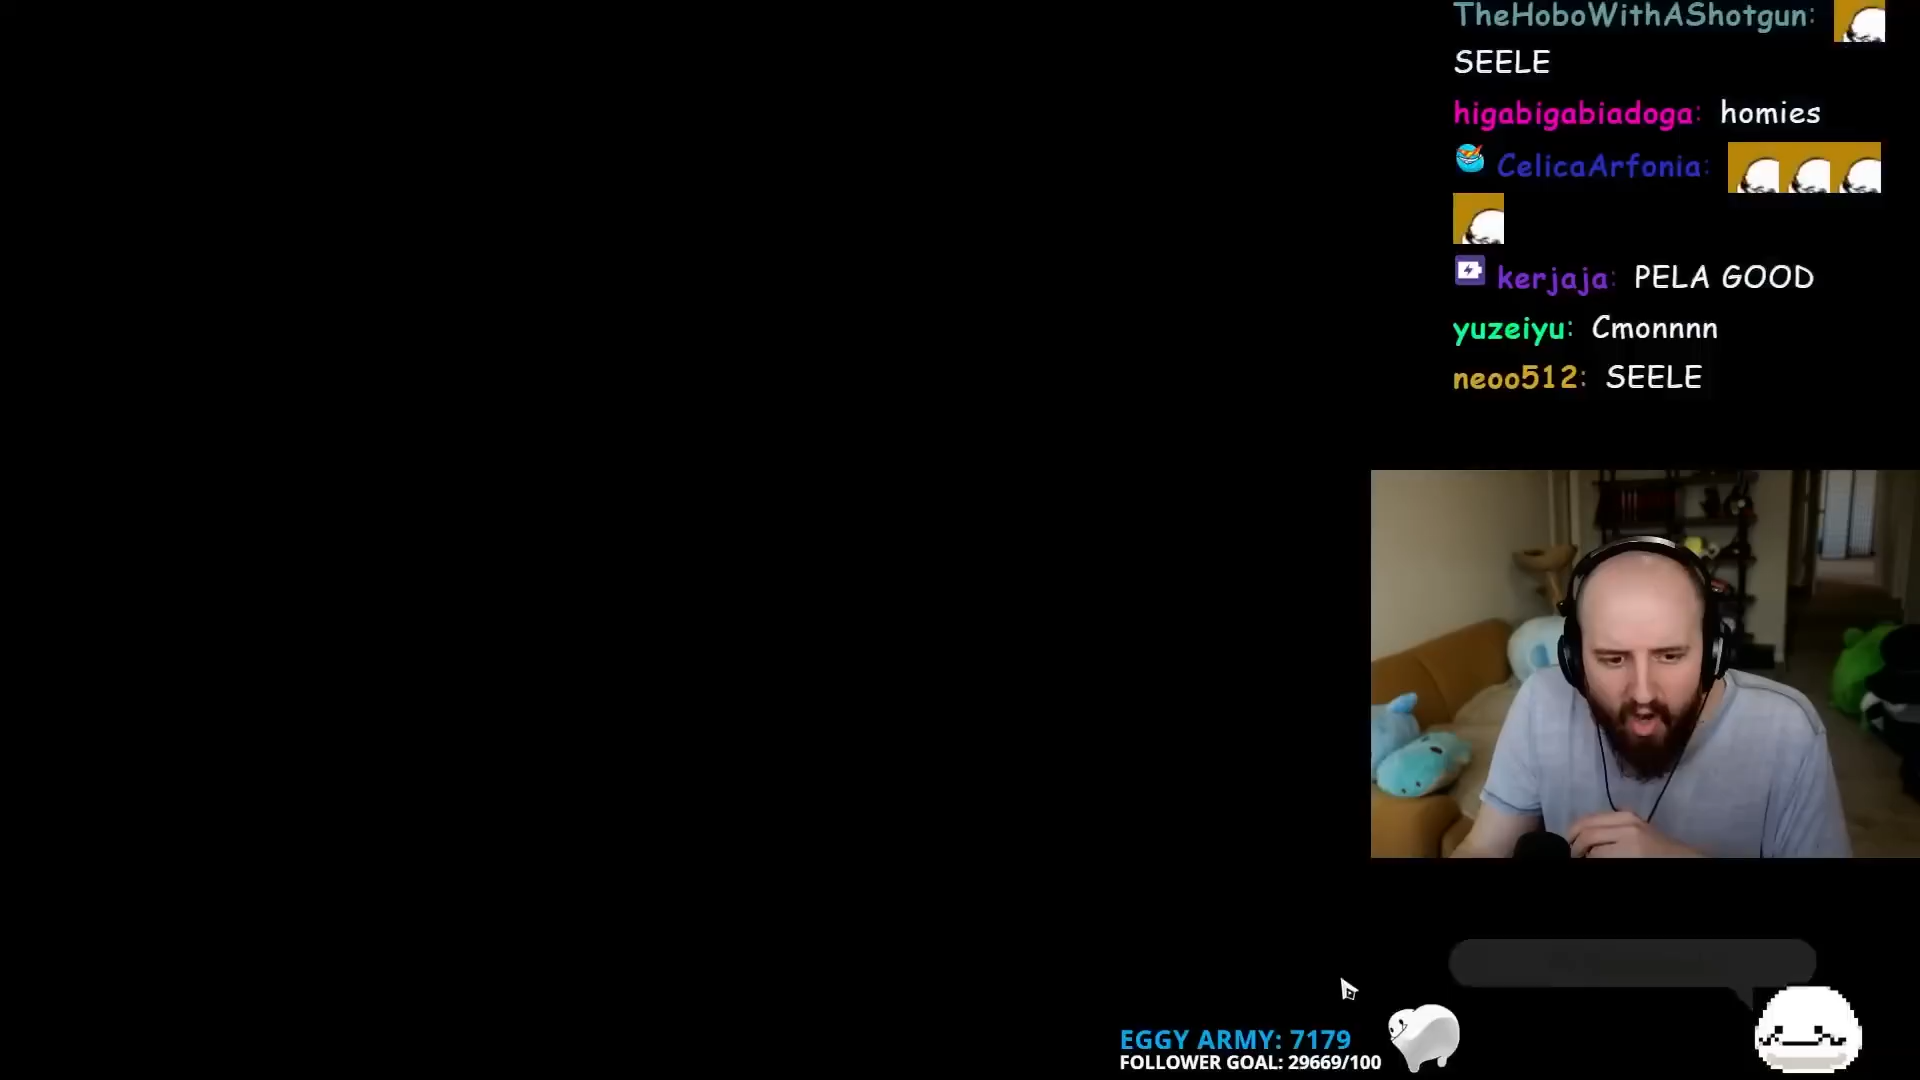 TheHoboWithAShotgun:
SEELE
higabigabiadoga: homies
CelicaArfonia:
kerjaja: PELA GOOD
yuzeiyu: Cmonnnn
neoo512: SEELE
EGGY ARMY: 7179
FOLLOWER GOAL: 29669/100